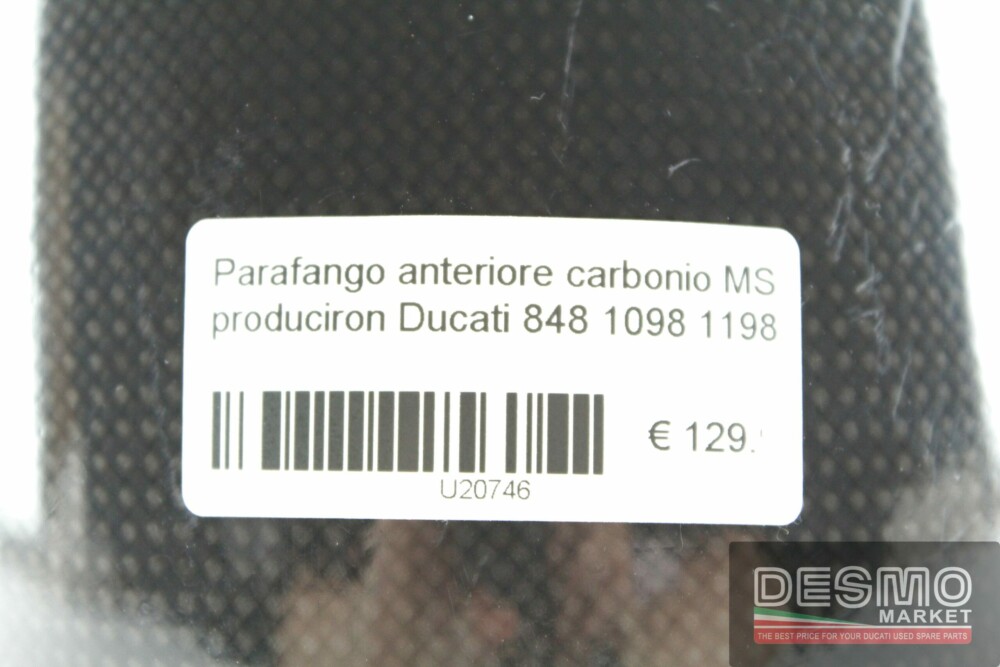 Parafango anteriore carbonio MS
produciron Ducati 848 1098 1198
€ 129.
U20746
DESMO
MARKET
THE BEST PRICE FOR YOUR DUCATI USED SPARE PARTS